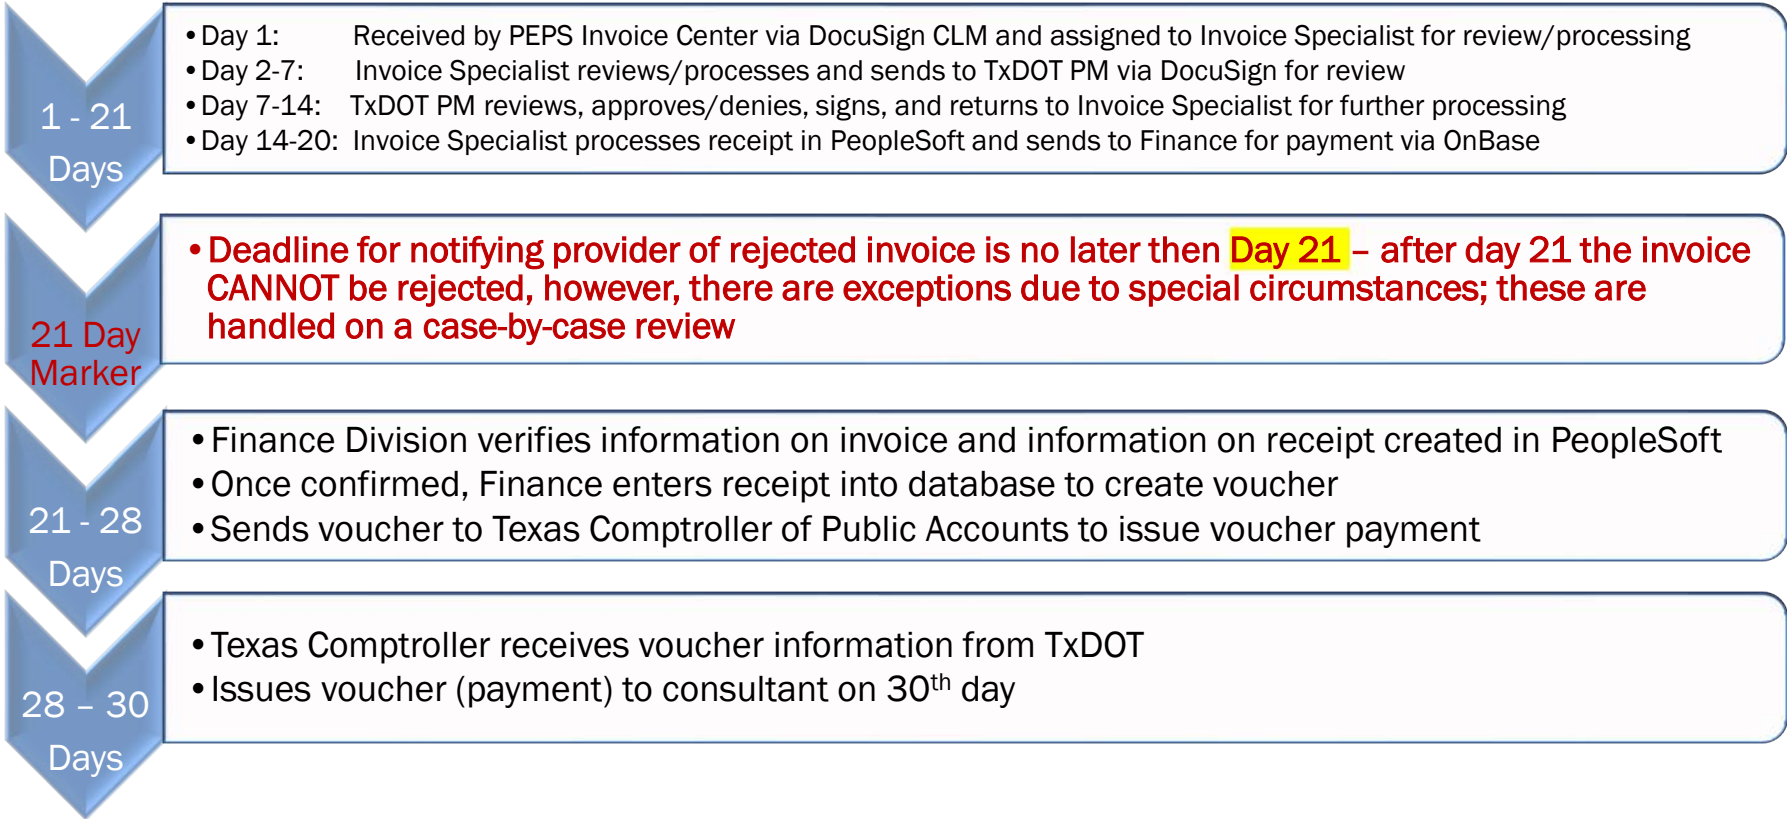 1 - 21
Days
•Day 1: Received by PEPS Invoice Center via DocuSign CLM and assigned to Invoice Specialist for review/processing
•Day 2-7: Invoice Specialist reviews/processes and sends to TxDOT PM via DocuSign for review
•Day 7-14: TxDOT PM reviews, approves/denies, signs, and returns to Invoice Specialist for further processing
•Day 14-20: Invoice Specialist processes receipt in PeopleSoft and sends to Finance for payment via OnBase
21 Day
Marker
•Deadline for notifying provider of rejected invoice is no later then Day 21 – after day 21 the invoice
CANNOT be rejected, however, there are exceptions due to special circumstances; these are
handled on a case-by-case review
21 - 28
Days
•Finance Division verifies information on invoice and information on receipt created in PeopleSoft
•Once confirmed, Finance enters receipt into database to create voucher
•Sends voucher to Texas Comptroller of Public Accounts to issue voucher payment
28 – 30
Days
•Texas Comptroller receives voucher information from TxDOT
•Issues voucher (payment) to consultant on 30th day